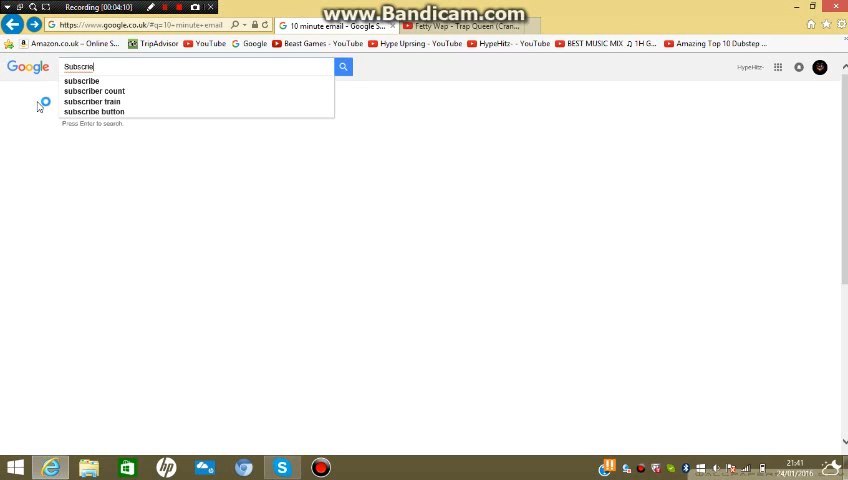 Recording [00:04:10]
www.Bandicam.com
https://www.google.co.uk/#q=10+minute+email
10 minute email - Google S...
Fetty Wap - Trap Queen (Cran...
Amazon.co.uk – Online S...
TripAdvisor
YouTube
Google
Beast Games - YouTube
Hype Uprising - YouTube
HypeHitz- - YouTube
BEST MUSIC MIX ♫ 1H G...
Amazing Top 10 Dubstep ...
Google
Subscrie
HypeHitz-
subscribe
subscriber count
subscriber train
subscribe button
Press Enter to search.
21:41
24/01/2016